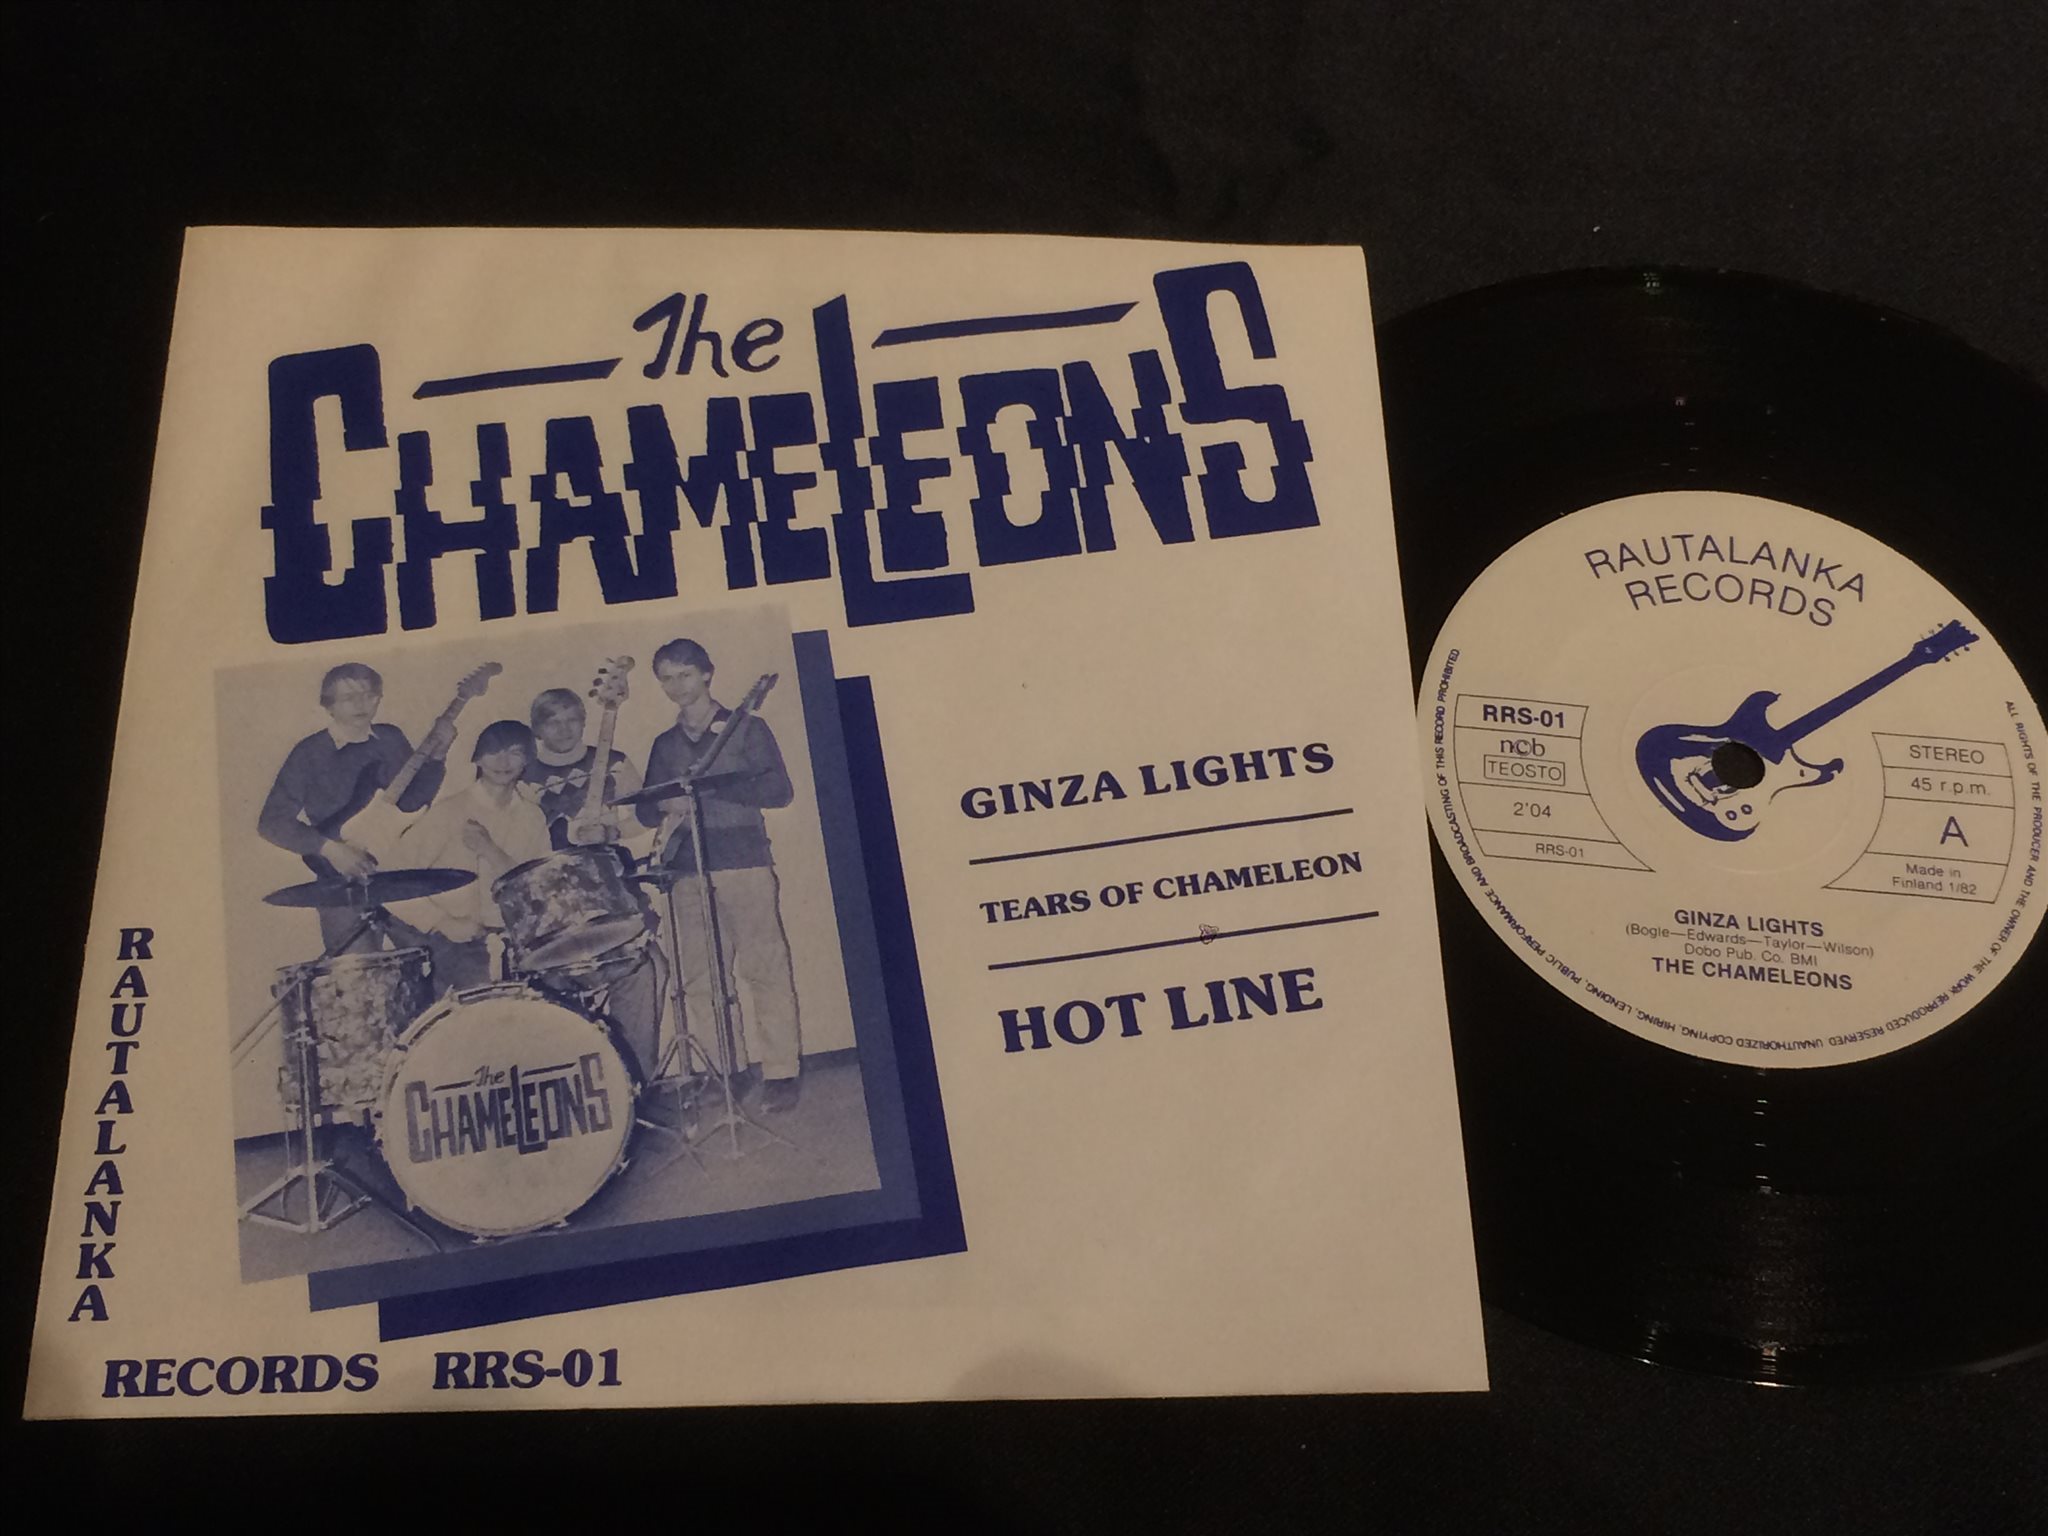 The
CHAMELEONS
GINZA LIGHTS
TEARS OF CHAMELEON
HOT LINE
The
CHAMELEONS
RAUTALANKA
RECORDS RRS-01
RAUTALANKA
RECORDS
RRS-01
ncb
TEOSTO
2'04
RRS-01
STEREO
45 r.p.m.
A
Made in
Finland 1/82
GINZA LIGHTS
(Bogle—Edwards—Taylor—Wilson)
Dobo Pub. Co. BMI
THE CHAMELEONS
ALL RIGHTS OF THE PRODUCER AND THE OWNER OF THE WORK REPRODUCED RESERVED. UNAUTHORIZED COPYING, HIRING, LENDING, PUBLIC PERFORMANCE AND BROADCASTING OF THIS RECORD PROHIBITED